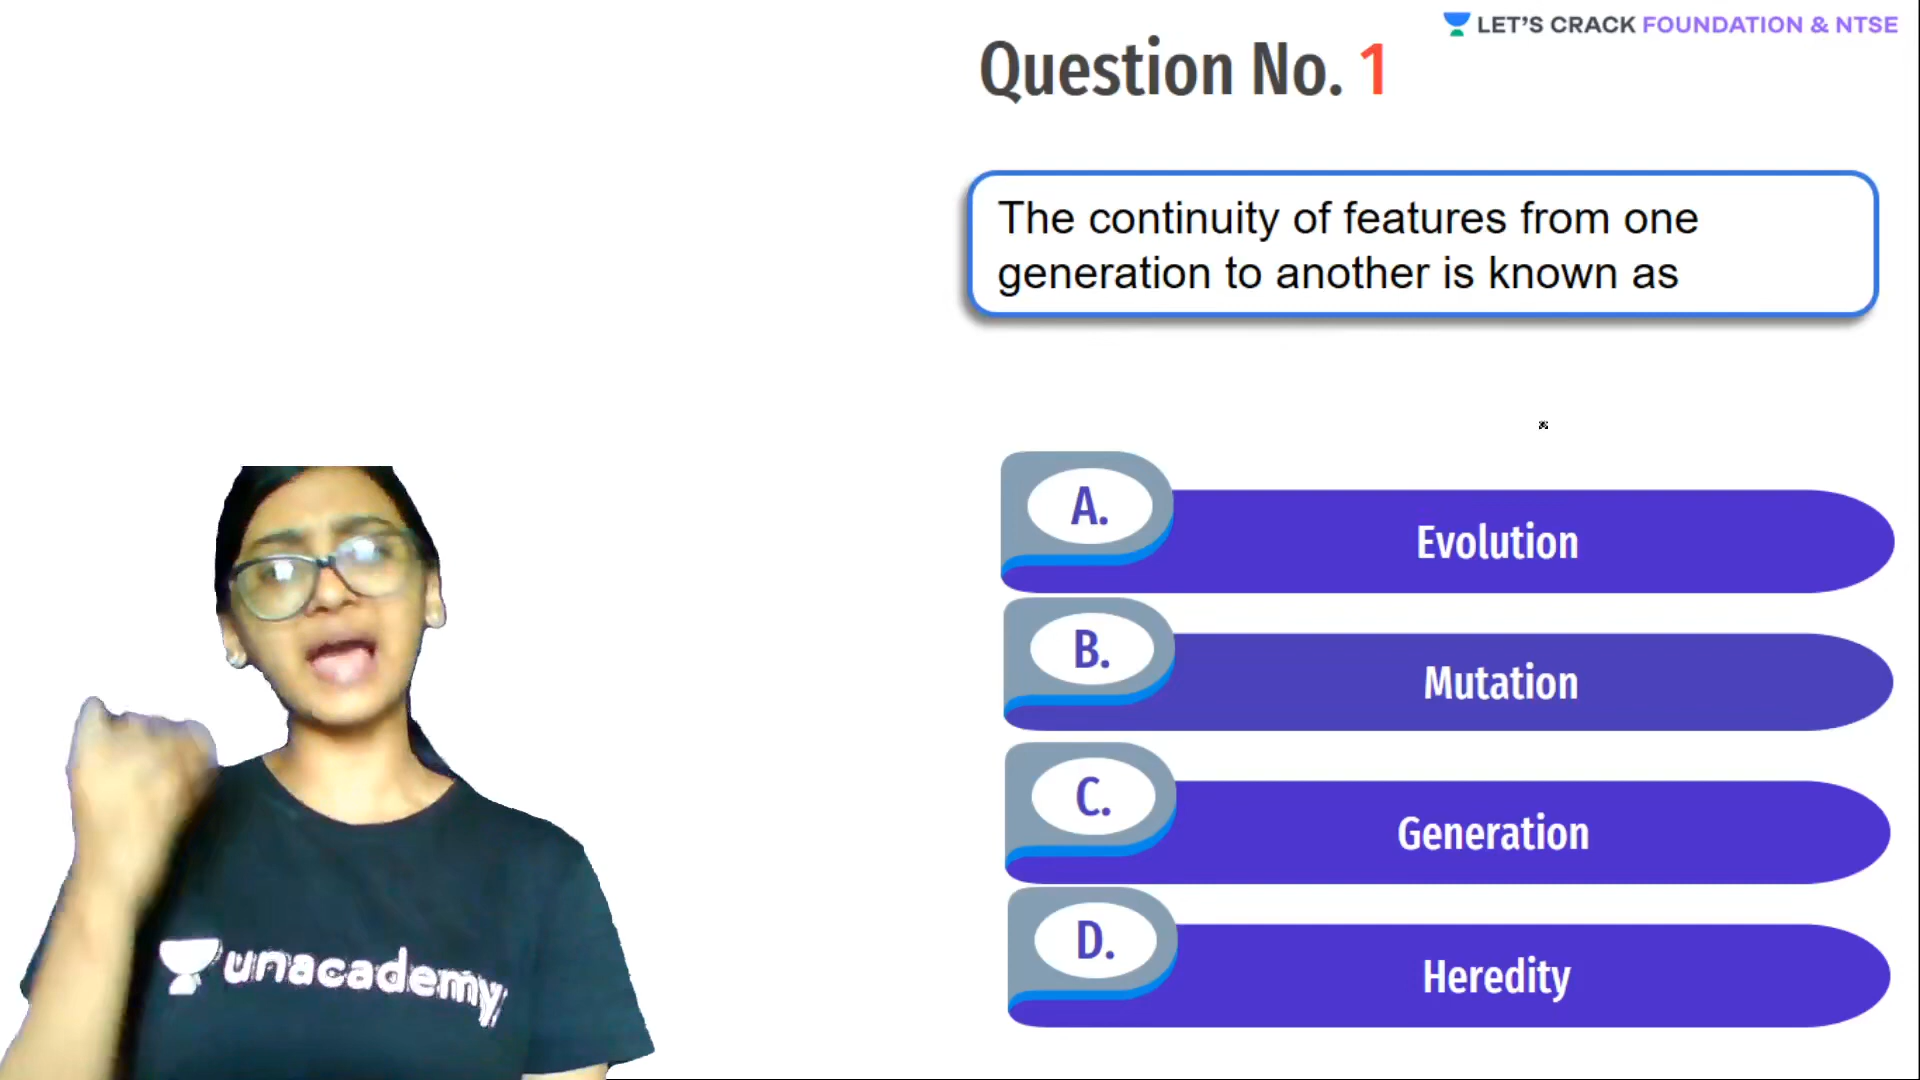 LET'S CRACK FOUNDATION & NTSE
Question No. 1
The continuity of features from one
generation to another is known as
A.
Evolution
B.
Mutation
C.
Generation
D.
Heredity
unacademy